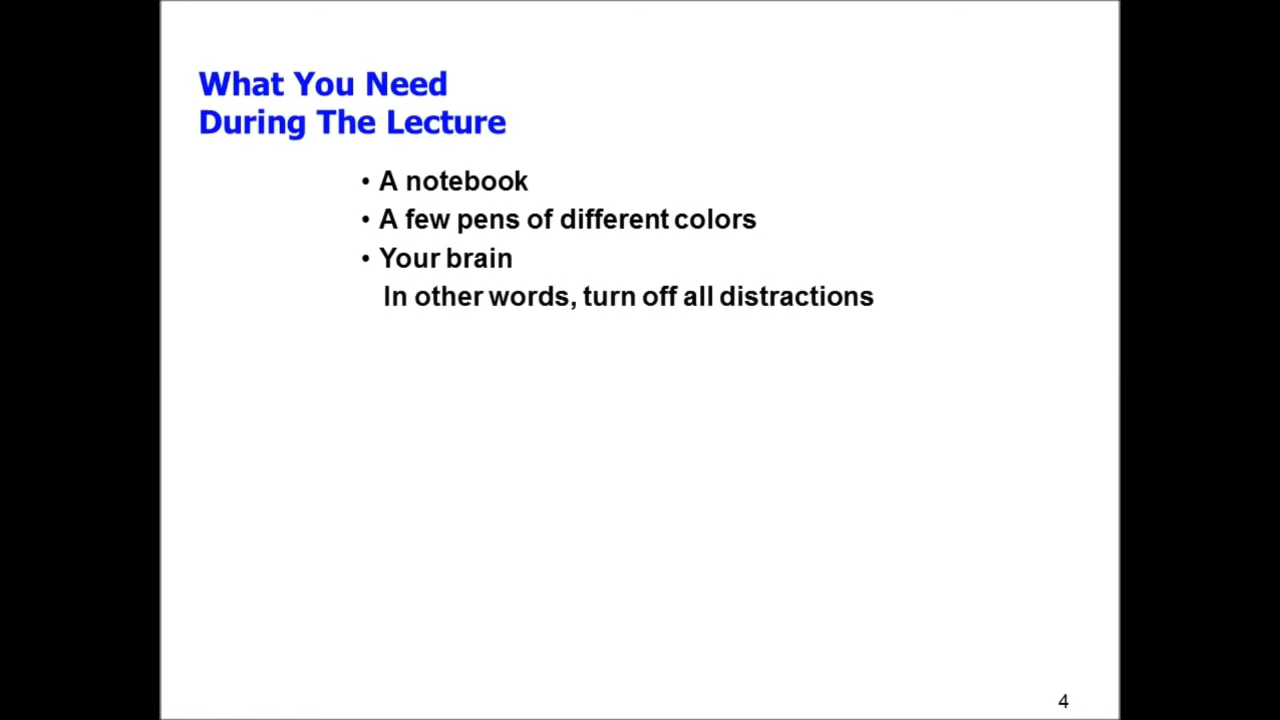 What You Need
During The Lecture
• A notebook
• A few pens of different colors
• Your brain
In other words, turn off all distractions
4